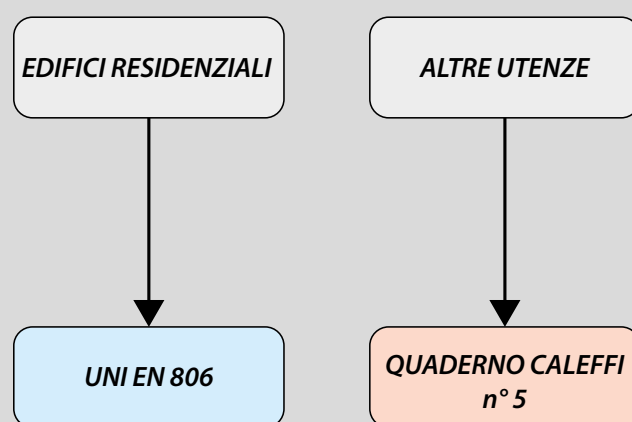 EDIFICI RESIDENZIALI
ALTRE UTENZE
UNI EN 806
QUADERNO CALEFFI
n° 5